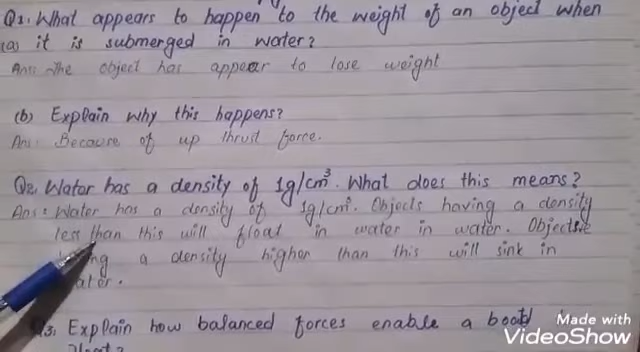 Q1. What appears to happen to the weight of an object when
(a) it is submerged in water?
Ans: The object has appear to lose weight
(b) Explain why this happens?
Ans: Because of up thrust force.
Q2. Water has a density of 1g/cm³. What does this means?
Ans: Water has a density of 1g/cm³. Objects having a density
less than this will float in water in water. Objects
a density higher than this will sink in
Q3. Explain how balanced forces enable a boat
Made with
VideoShow